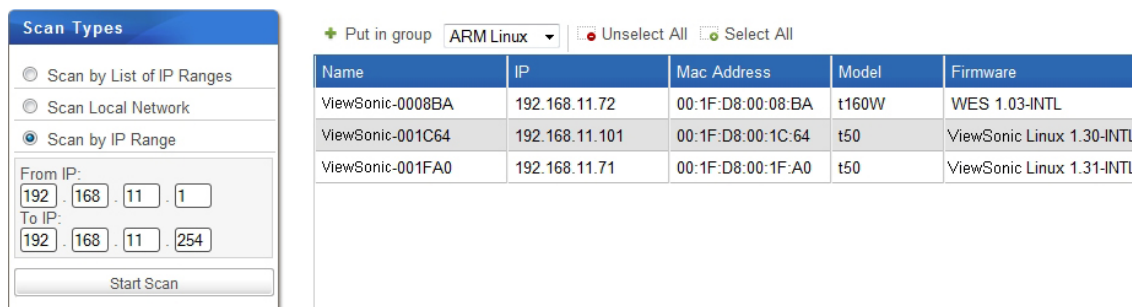 Scan Types
Scan by List of IP Ranges
Scan Local Network
Scan by IP Range
From IP:
192 . 168 . 11 . 1
To IP:
192 . 168 . 11 . 254
Start Scan
Put in group ARM Linux Unselect All Select All
Name IP Mac Address Model Firmware
ViewSonic-0008BA 192.168.11.72 00:1F:D8:00:08:BA t160W WES 1.03-INTL
ViewSonic-001C64 192.168.11.101 00:1F:D8:00:1C:64 t50 ViewSonic Linux 1.30-INTL
ViewSonic-001FA0 192.168.11.71 00:1F:D8:00:1F:A0 t50 ViewSonic Linux 1.31-INTL